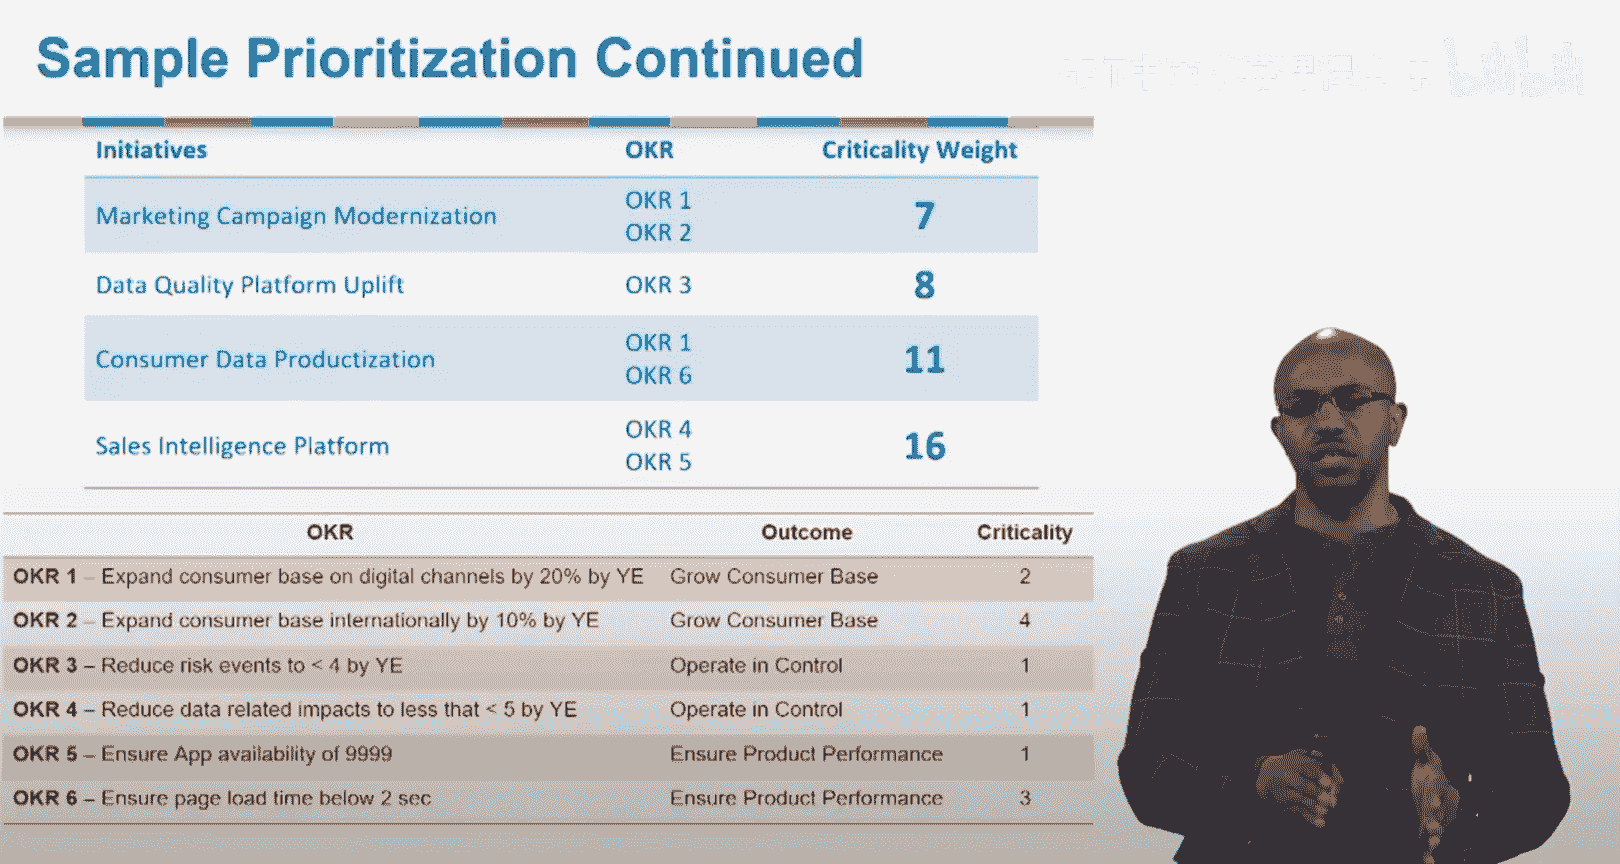 Sample Prioritization Continued
Initiatives OKR Criticality Weight
Marketing Campaign Modernization OKR 1 7
OKR 2
Data Quality Platform Uplift OKR 3 8
Consumer Data Productization OKR 1 11
OKR 6
Sales Intelligence Platform OKR 4 16
OKR 5
OKR Outcome Criticality
OKR 1 – Expand consumer base on digital channels by 20% by YE Grow Consumer Base 2
OKR 2 – Expand consumer base internationally by 10% by YE Grow Consumer Base 4
OKR 3 – Reduce risk events to < 4 by YE Operate in Control 1
OKR 4 – Reduce data related impacts to less that < 5 by YE Operate in Control 1
OKR 5 – Ensure App availability of 9999 Ensure Product Performance 1
OKR 6 – Ensure page load time below 2 sec Ensure Product Performance 3